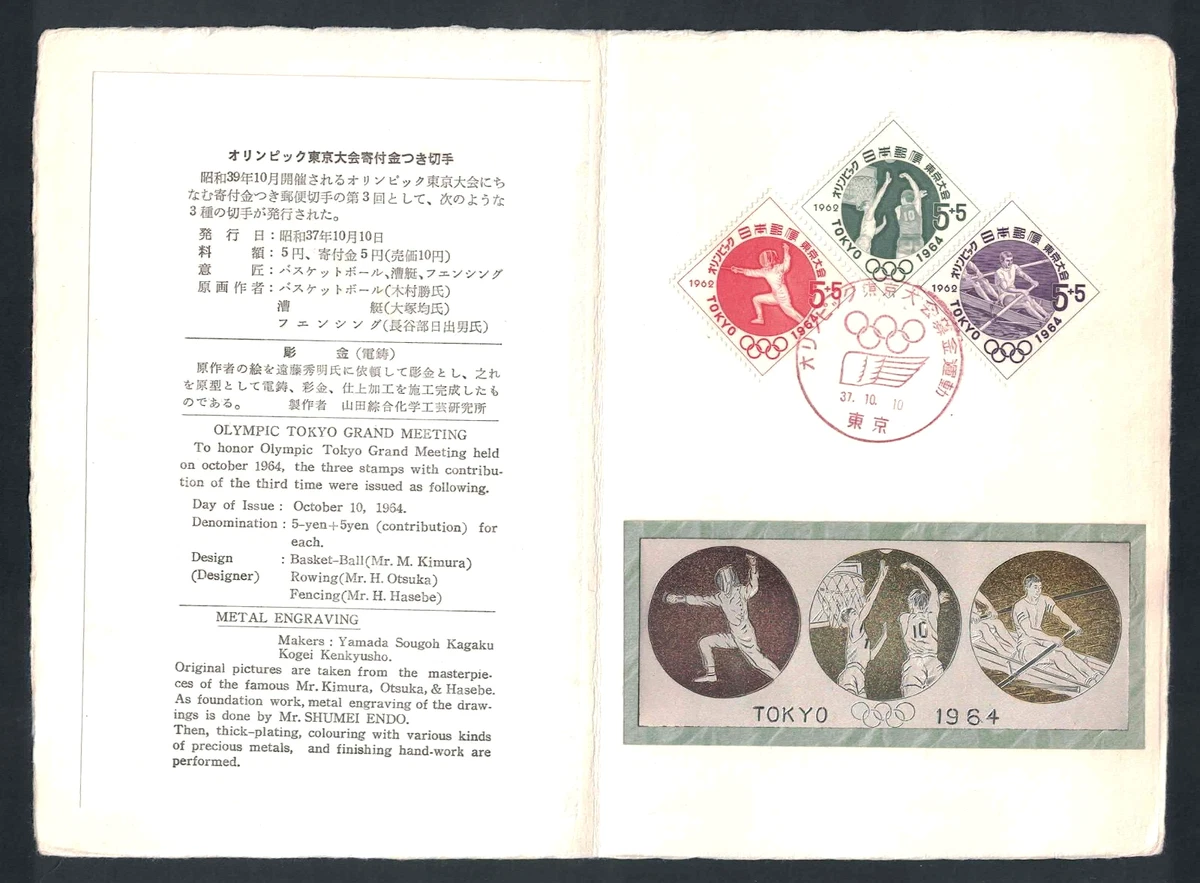 オリンピック東京大会寄付金つき切手
昭和39年10月開催されるオリンピック東京大会にち
なむ寄付金つき郵便切手の第3回として、次のような
3種の切手が発行された。
発行日：昭和37年10月10日
料額：5円、寄付金5円(売価10円)
意匠：バスケットボール、漕艇、フエンシング
原画作者：バスケットボール(木村勝氏)
漕艇(大塚均氏)
フエンシング(長谷部日出男氏)
彫金(電鋳)
原作者の絵を遠藤秀明氏に依頼して彫金とし、之れ
を原型として電鋳、彩金、仕上加工を施工完成したも
のである。 製作者 山田綜合化学工芸研究所
OLYMPIC TOKYO GRAND MEETING
To honor Olympic Tokyo Grand Meeting held
on october 1964, the three stamps with contribu-
tion of the third time were issued as following.
Day of Issue : October 10, 1964.
Denomination : 5-yen+5yen (contribution) for
each.
Design : Basket-Ball(Mr. M. Kimura)
(Designer) Rowing(Mr. H. Otsuka)
Fencing(Mr. H. Hasebe)
METAL ENGRAVING
Makers : Yamada Sougoh Kagaku
Kogei Kenkyusho.
Original pictures are taken from the masterpie-
ces of the famous Mr. Kimura, Otsuka, & Hasebe.
As foundation work, metal engraving of the draw-
ings is done by Mr. SHUMEI ENDO.
Then, thick-plating, colouring with various kinds
of precious metals, and finishing hand-work are
performed.
オリンピック 日本郵便 東京大会
1962
5+5
10
TOKYO 1964
オリンピック 日本郵便 東京大会
1962
5+5
TOKYO 1964
オリンピック 日本郵便 東京大会
1962
5+5
TOKYO 1964
オリンピック東京大会募金運動
37. 10. 10
東京
10
TOKYO 1964